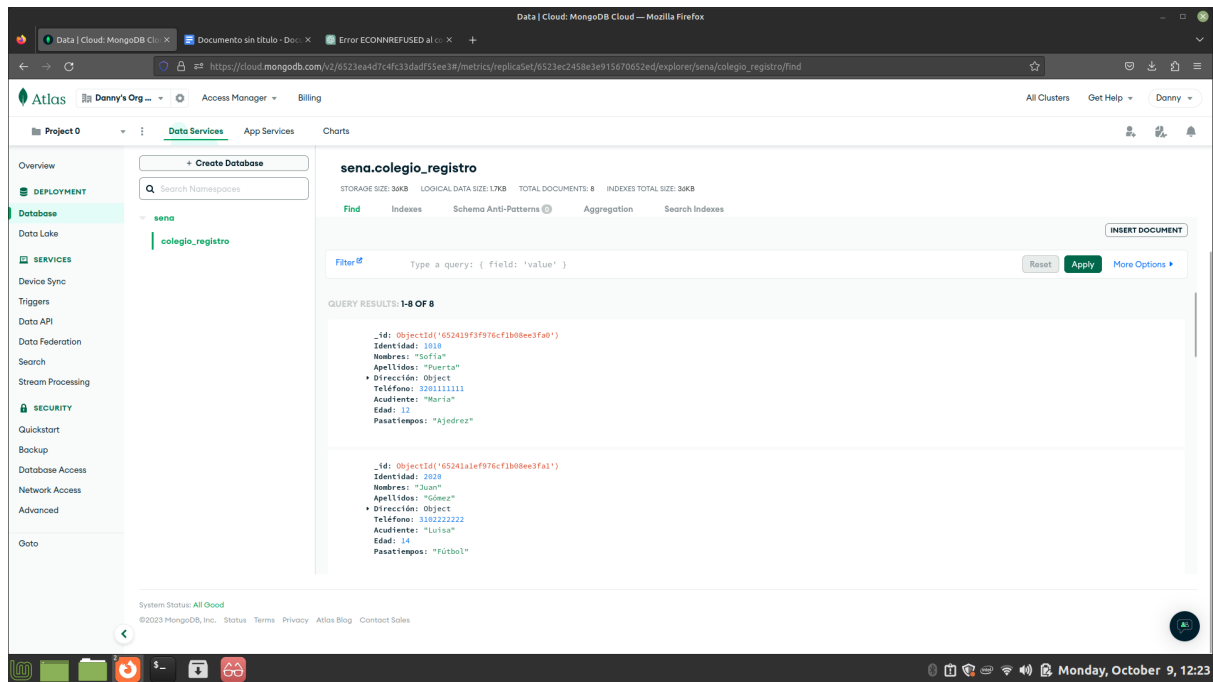 Data | Cloud: MongoDB Cloud — Mozilla Firefox
Data | Cloud: MongoDB Clo
Documento sin título - Doc
Error ECONNREFUSED al co
https://cloud.mongodb.com/v2/6523ea4d7c4fc33dadf55ee3#/metrics/replicaSet/6523ec2458e3e915670652ed/explorer/sena/colegio_registro/find
Atlas Danny's Org ... Access Manager Billing All Clusters Get Help Danny
Project 0 Data Services App Services Charts
Overview
DEPLOYMENT
Database
Data Lake
SERVICES
Device Sync
Triggers
Data API
Data Federation
Search
Stream Processing
SECURITY
Quickstart
Backup
Database Access
Network Access
Advanced
Goto
+ Create Database
Search Namespaces
sena
colegio_registro
sena.colegio_registro
STORAGE SIZE: 36KB LOGICAL DATA SIZE: 1.7KB TOTAL DOCUMENTS: 8 INDEXES TOTAL SIZE: 36KB
Find Indexes Schema Anti-Patterns 0 Aggregation Search Indexes
INSERT DOCUMENT
Filter Type a query: { field: 'value' } Reset Apply More Options
QUERY RESULTS: 1-8 OF 8
_id: ObjectId('652419f3f976cf1b08ee3fa0')
Identidad: 1010
Nombres: "Sofía"
Apellidos: "Puerta"
Dirección: Object
Teléfono: 3201111111
Acudiente: "María"
Edad: 12
Pasatiempos: "Ajedrez"
_id: ObjectId('65241a1ef976cf1b08ee3fa1')
Identidad: 2020
Nombres: "Juan"
Apellidos: "Gómez"
Dirección: Object
Teléfono: 3102222222
Acudiente: "Luisa"
Edad: 14
Pasatiempos: "Fútbol"
System Status: All Good
©2023 MongoDB, Inc. Status Terms Privacy Atlas Blog Contact Sales
2
$_
Monday, October 9, 12:23